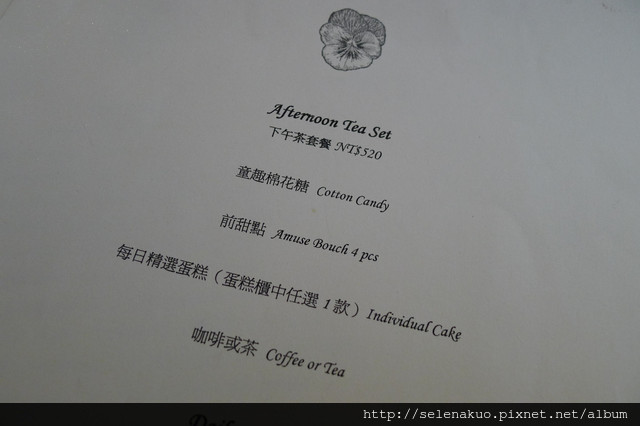 Afternoon Tea Set
下午茶套餐 NT$520
童趣棉花糖 Cotton Candy
前甜點 Amuse Bouch 4 pcs
每日精選蛋糕（蛋糕櫃中任選 1 款）Individual Cake
咖啡或茶 Coffee or Tea
http://selenakuo.pixnet.net/album